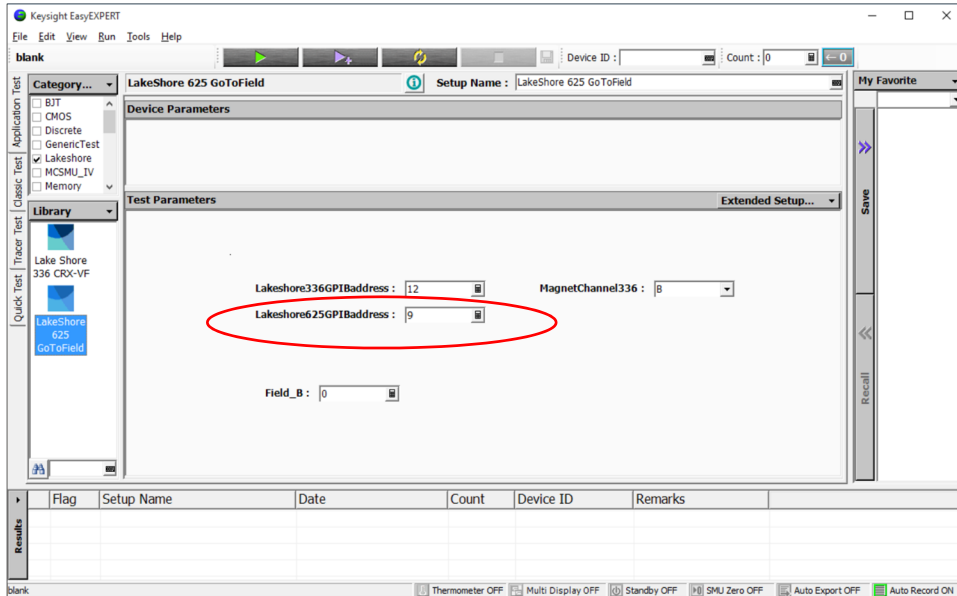 Keysight EasyEXPERT
File Edit View Run Tools Help
blank
Device ID :
Count : 0
0
Application Test
Classic Test
Tracer Test
Quick Test
Category...
BJT
CMOS
Discrete
GenericTest
Lakeshore
MCSMU_IV
Memory
Library
Lake Shore
336 CRX-VF
LakeShore
625
GoToField
LakeShore 625 GoToField
Setup Name : LakeShore 625 GoToField
Device Parameters
Test Parameters
Extended Setup...
Lakeshore336GPIBaddress : 12
MagnetChannel336 : B
Lakeshore625GPIBaddress : 9
Field_B : 0
My Favorite
Save
Recall
Results
Flag Setup Name Date Count Device ID Remarks
blank
Thermometer OFF Multi Display OFF Standby OFF SMU Zero OFF Auto Export OFF Auto Record ON